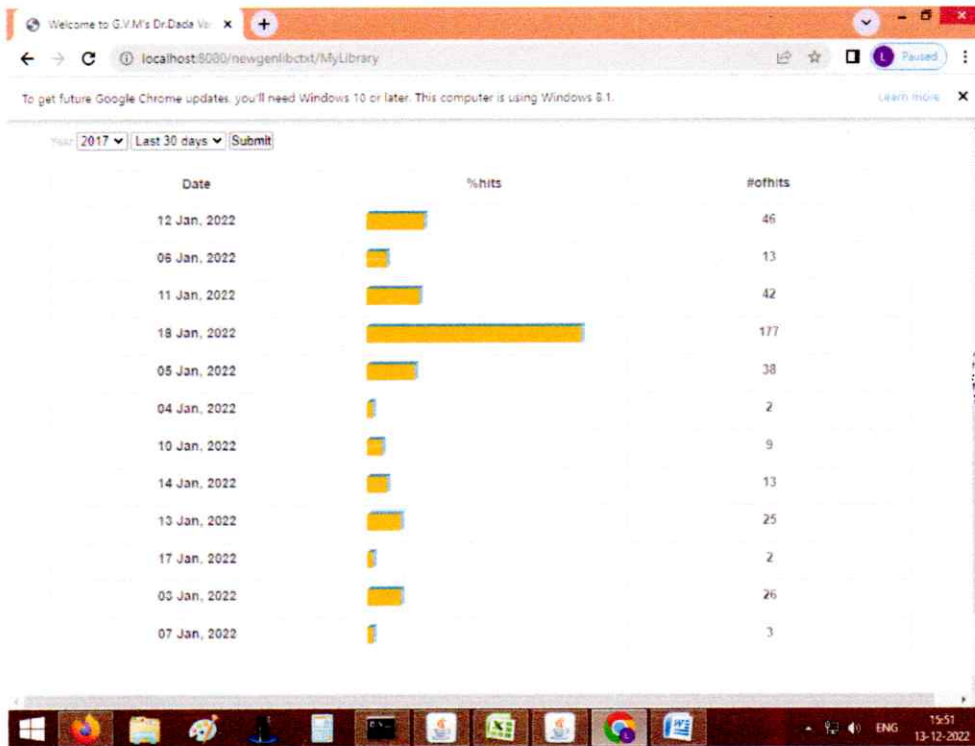 Welcome to G.V.M's Dr.Dada Va
localhost:8080/newgenlibctxt/MyLibrary
L Paused
To get future Google Chrome updates, you'll need Windows 10 or later. This computer is using Windows 8.1.
Learn more
Year 2017 Last 30 days Submit
Date %hits #ofhits
12 Jan, 2022 46
06 Jan, 2022 13
11 Jan, 2022 42
18 Jan, 2022 177
05 Jan, 2022 38
04 Jan, 2022 2
10 Jan, 2022 9
14 Jan, 2022 13
13 Jan, 2022 25
17 Jan, 2022 2
03 Jan, 2022 26
07 Jan, 2022 3
ENG 15:51
13-12-2022